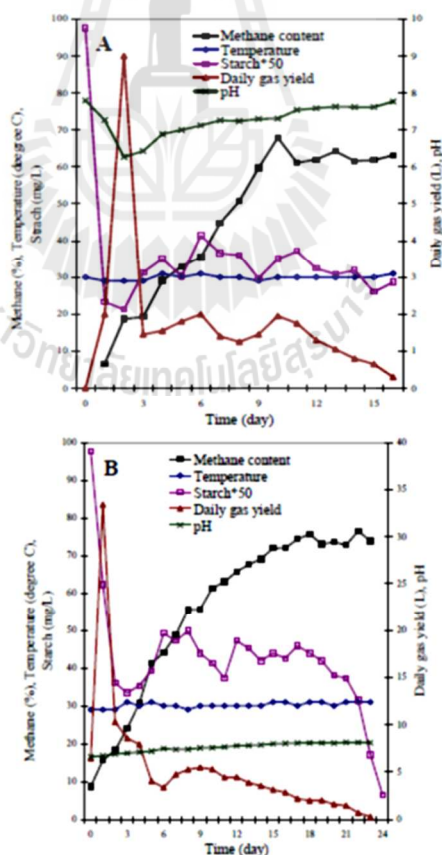 A
Methane content
Temperature
Starch*50
Daily gas yield
pH
Methane (%), Temperature (degree C),
Strach (mg/L)
100
90
80
70
60
50
40
30
20
10
0
10
9
8
7
6
5
4
3
2
1
0
Daily gas yield (L), pH
0
3
6
9
12
15
Time (day)
B
Methane content
Temperature
Starch*50
Daily gas yield
pH
Methane (%), Temperature (degree C),
Starch (mg/L)
100
90
80
70
60
50
40
30
20
10
0
40
35
30
25
20
15
10
5
0
Daily gas yield (L), pH
0
3
6
9
12
15
18
21
24
Time (day)